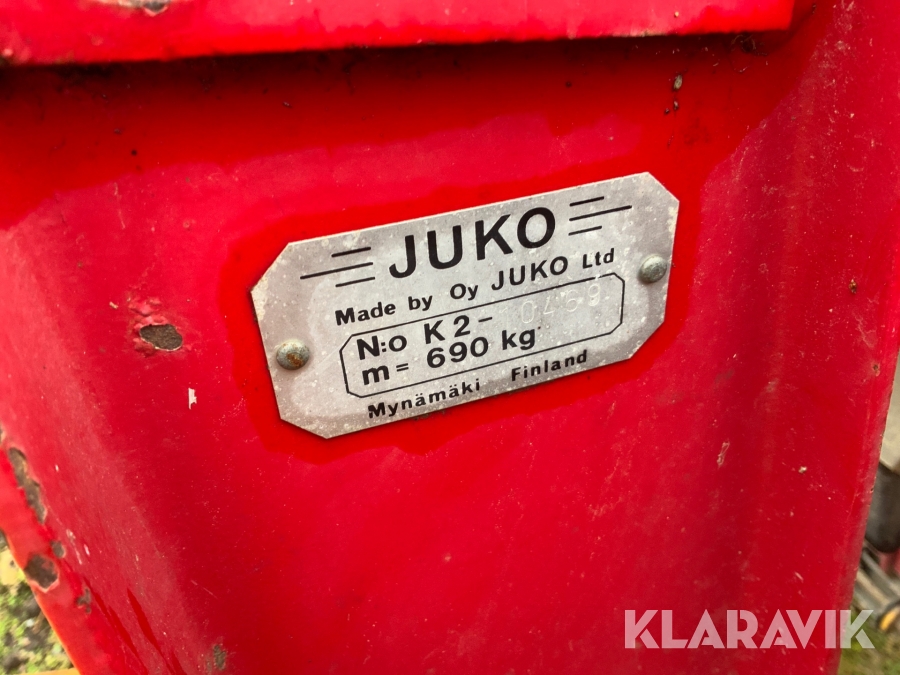 JUKO
Made by Oy JUKO Ltd
N:o K2-
m= 690 kg
Mynämäki Finland
KLARAVIK